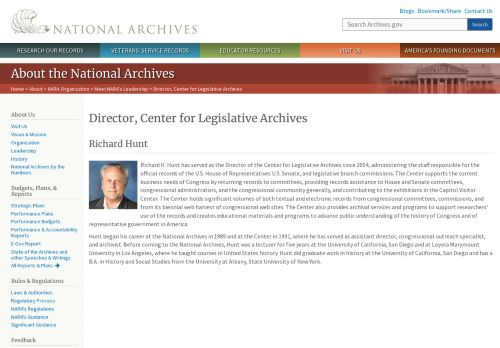 NATIONAL ARCHIVES
Blogs · Bookmark/Share · Contact Us
Search Archives.gov
Search
RESEARCH OUR RECORDS
VETERANS' SERVICE RECORDS
EDUCATOR RESOURCES
VISIT US
AMERICA'S FOUNDING DOCUMENTS
About the National Archives
Home > About > NARA Organization > Meet NARA's Leadership > Director, Center for Legislative Archives
About Us
Visit Us
Vision & Mission
Organization
Leadership
History
National Archives by the
Numbers
Budgets, Plans, &
Reports
Strategic Plans
Performance Plans
Performance Budgets
Performance & Accountability
Reports
E-Gov Report
State of the Archives and
other Speeches & Writings
All Reports & Plans →
Rules & Regulations
Laws & Authorities
Regulatory Process
NARA's Regulations
NARA's Guidance
Significant Guidance
Feedback
Director, Center for Legislative Archives
Richard Hunt
Richard H. Hunt has served as the Director of the Center for Legislative Archives since 2004, administering the staff responsible for the
official records of the U.S. House of Representatives U.S. Senate, and legislative branch commissions. The Center supports the current
business needs of Congress by returning records to committees, providing records assistance to House and Senate committees,
congressional administrators, and the congressional community generally, and contributing to the exhibitions in the Capitol Visitor
Center. The Center holds significant volumes of both textual and electronic records from congressional committees, commissions, and
from its biennial web harvest of congressional web sites. The Center also provides archival services and programs to support researchers'
use of the records and creates educational materials and programs to advance public understanding of the history of Congress and of
representative government in America.
Hunt began his career at the National Archives in 1989 and at the Center in 1991, where he has served as assistant director, congressional outreach specialist,
and archivist. Before coming to the National Archives, Hunt was a lecturer for five years at the University of California, San Diego and at Loyola Marymount
University in Los Angeles, where he taught courses in United States history. Hunt did graduate work in history at the University of California, San Diego and has a
B.A. in History and Social Studies from the University at Albany, State University of New York.